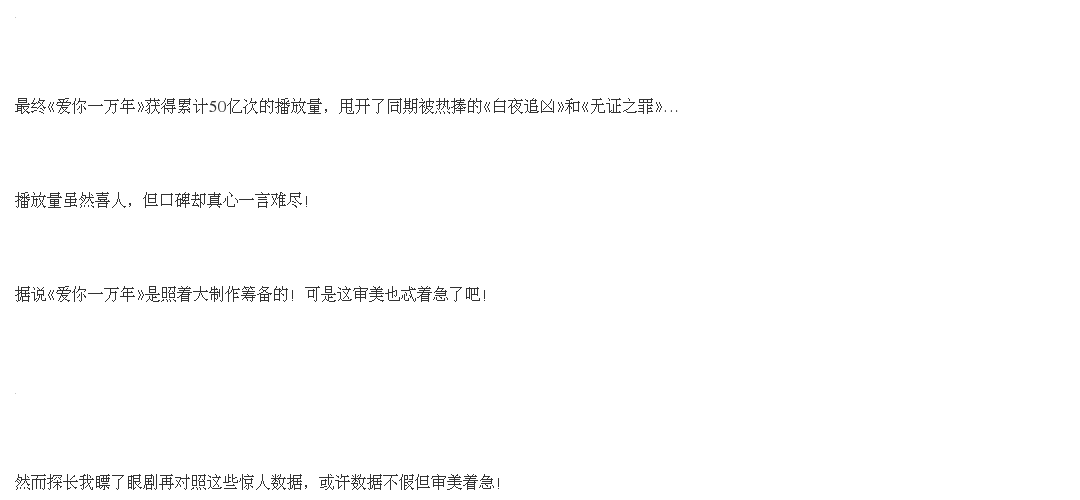 最终《爱你一万年》获得累计50亿次的播放量，甩开了同期被热捧的《白夜追凶》和《无证之罪》…
播放量虽然喜人，但口碑却真心一言难尽！
据说《爱你一万年》是照着大制作筹备的！可是这审美也忒着急了吧！
然而探长我瞟了眼剧再对照这些惊人数据，或许数据不假但审美着急！